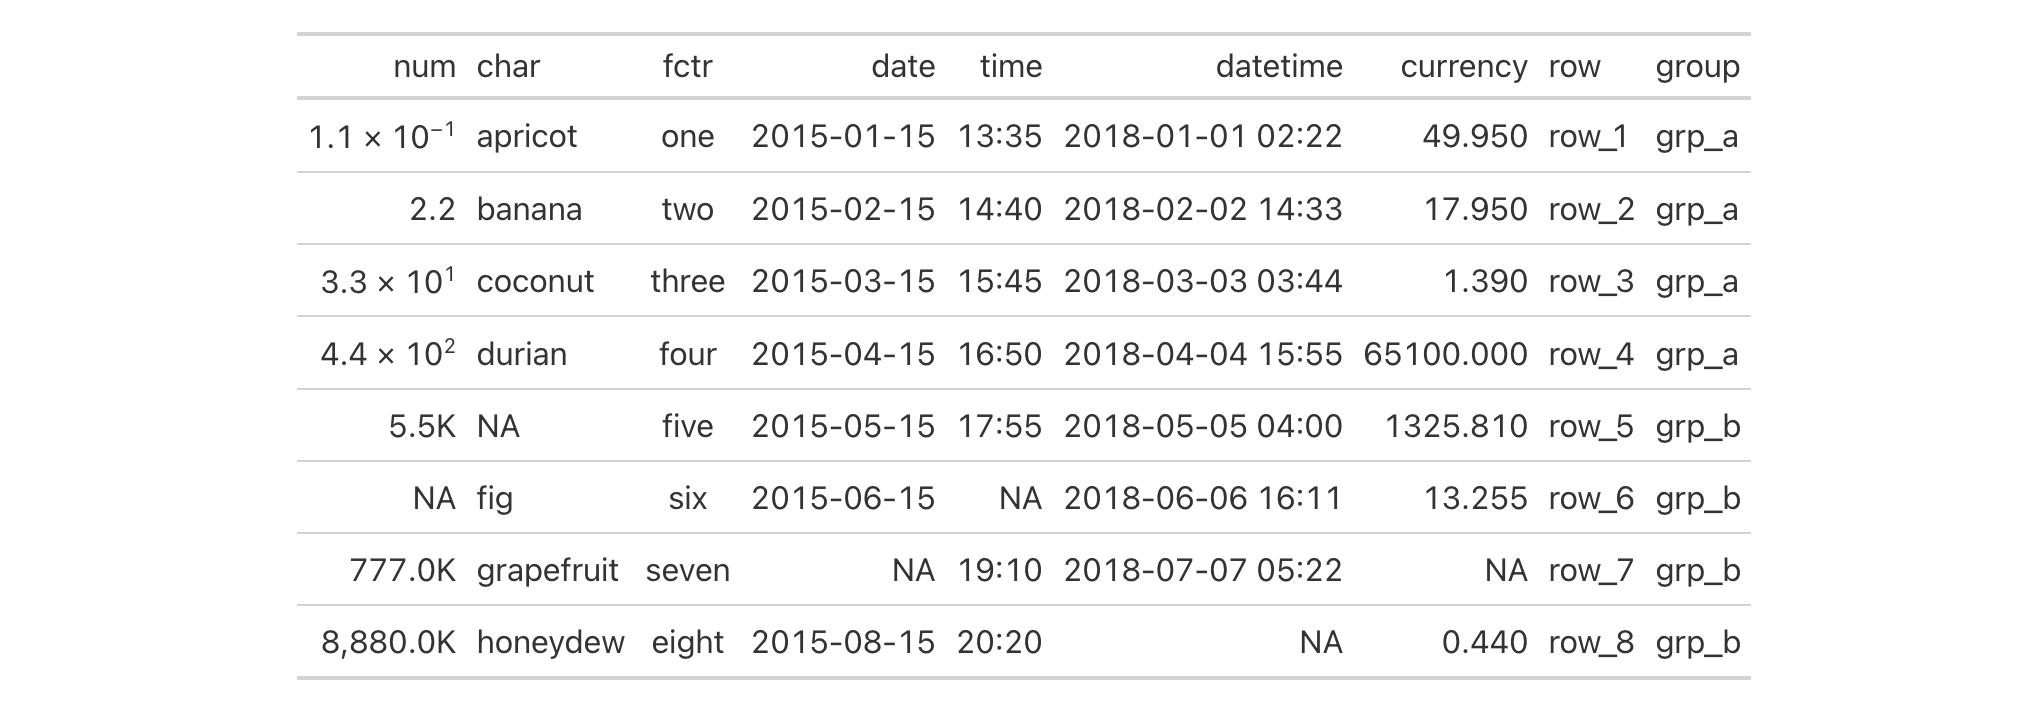 num char fctr date time datetime currency row group
1.1 × 10⁻¹ apricot one 2015-01-15 13:35 2018-01-01 02:22 49.950 row_1 grp_a
2.2 banana two 2015-02-15 14:40 2018-02-02 14:33 17.950 row_2 grp_a
3.3 × 10¹ coconut three 2015-03-15 15:45 2018-03-03 03:44 1.390 row_3 grp_a
4.4 × 10² durian four 2015-04-15 16:50 2018-04-04 15:55 65100.000 row_4 grp_a
5.5K NA five 2015-05-15 17:55 2018-05-05 04:00 1325.810 row_5 grp_b
NA fig six 2015-06-15 NA 2018-06-06 16:11 13.255 row_6 grp_b
777.0K grapefruit seven NA 19:10 2018-07-07 05:22 NA row_7 grp_b
8,880.0K honeydew eight 2015-08-15 20:20 NA 0.440 row_8 grp_b